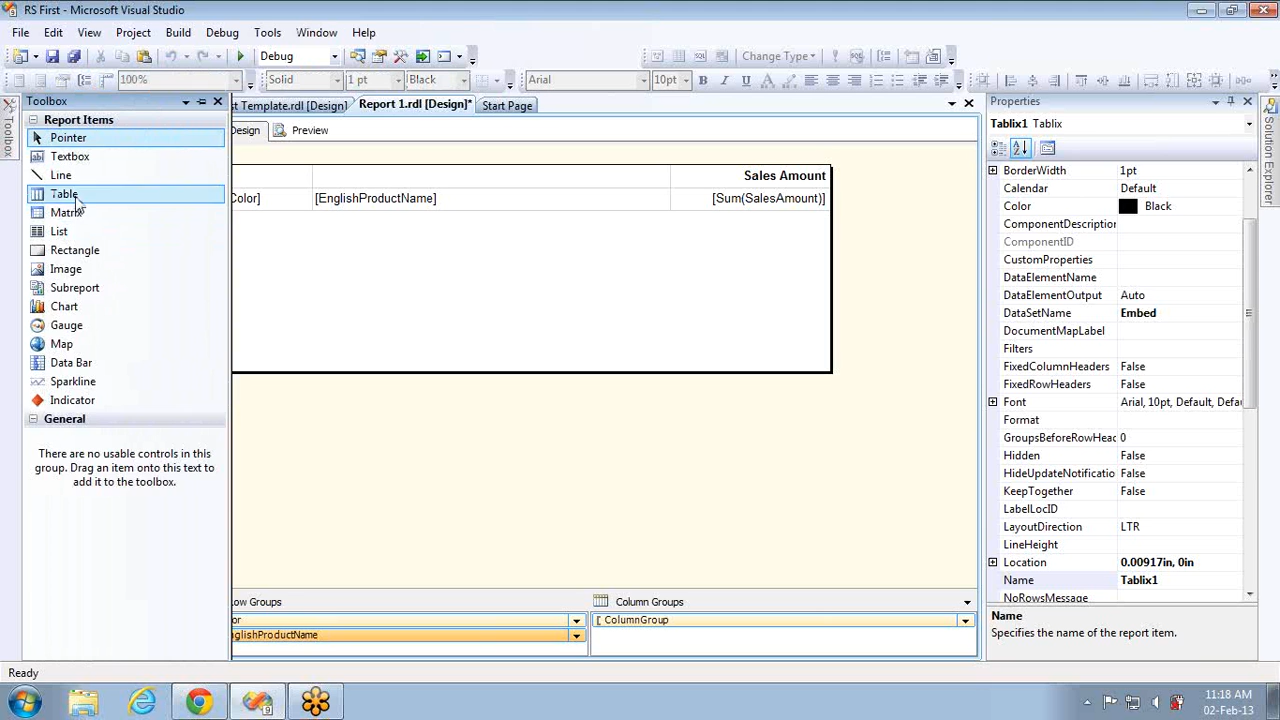 RS First - Microsoft Visual Studio
File Edit View Project Build Debug Tools Window Help
Debug Change Type
100% Solid 1 pt Black Arial 10pt B I U A
Toolbox
Report Items
Pointer
Textbox
Line
Table
Matrix
List
Rectangle
Image
Subreport
Chart
Gauge
Map
Data Bar
Sparkline
Indicator
General
There are no usable controls in this
group. Drag an item onto this text to
add it to the toolbox.
Toolbox
t Template.rdl [Design] Report 1.rdl [Design]* Start Page
Design Preview
Sales Amount
Color] [EnglishProductName] [Sum(SalesAmount)]
ow Groups Column Groups
or [ ColumnGroup
nglishProductName
Properties
Tablix1 Tablix
BorderWidth 1pt
Calendar Default
Color Black
ComponentDescription
ComponentID
CustomProperties
DataElementName
DataElementOutput Auto
DataSetName Embed
DocumentMapLabel
Filters
FixedColumnHeaders False
FixedRowHeaders False
Font Arial, 10pt, Default, Defa
Format
GroupsBeforeRowHead 0
Hidden False
HideUpdateNotificatio False
KeepTogether False
LabelLocID
LayoutDirection LTR
LineHeight
Location 0.00917in, 0in
Name Tablix1
NoRowsMessage
Name
Specifies the name of the report item.
Solution Explorer
Ready
11:18 AM
02-Feb-13